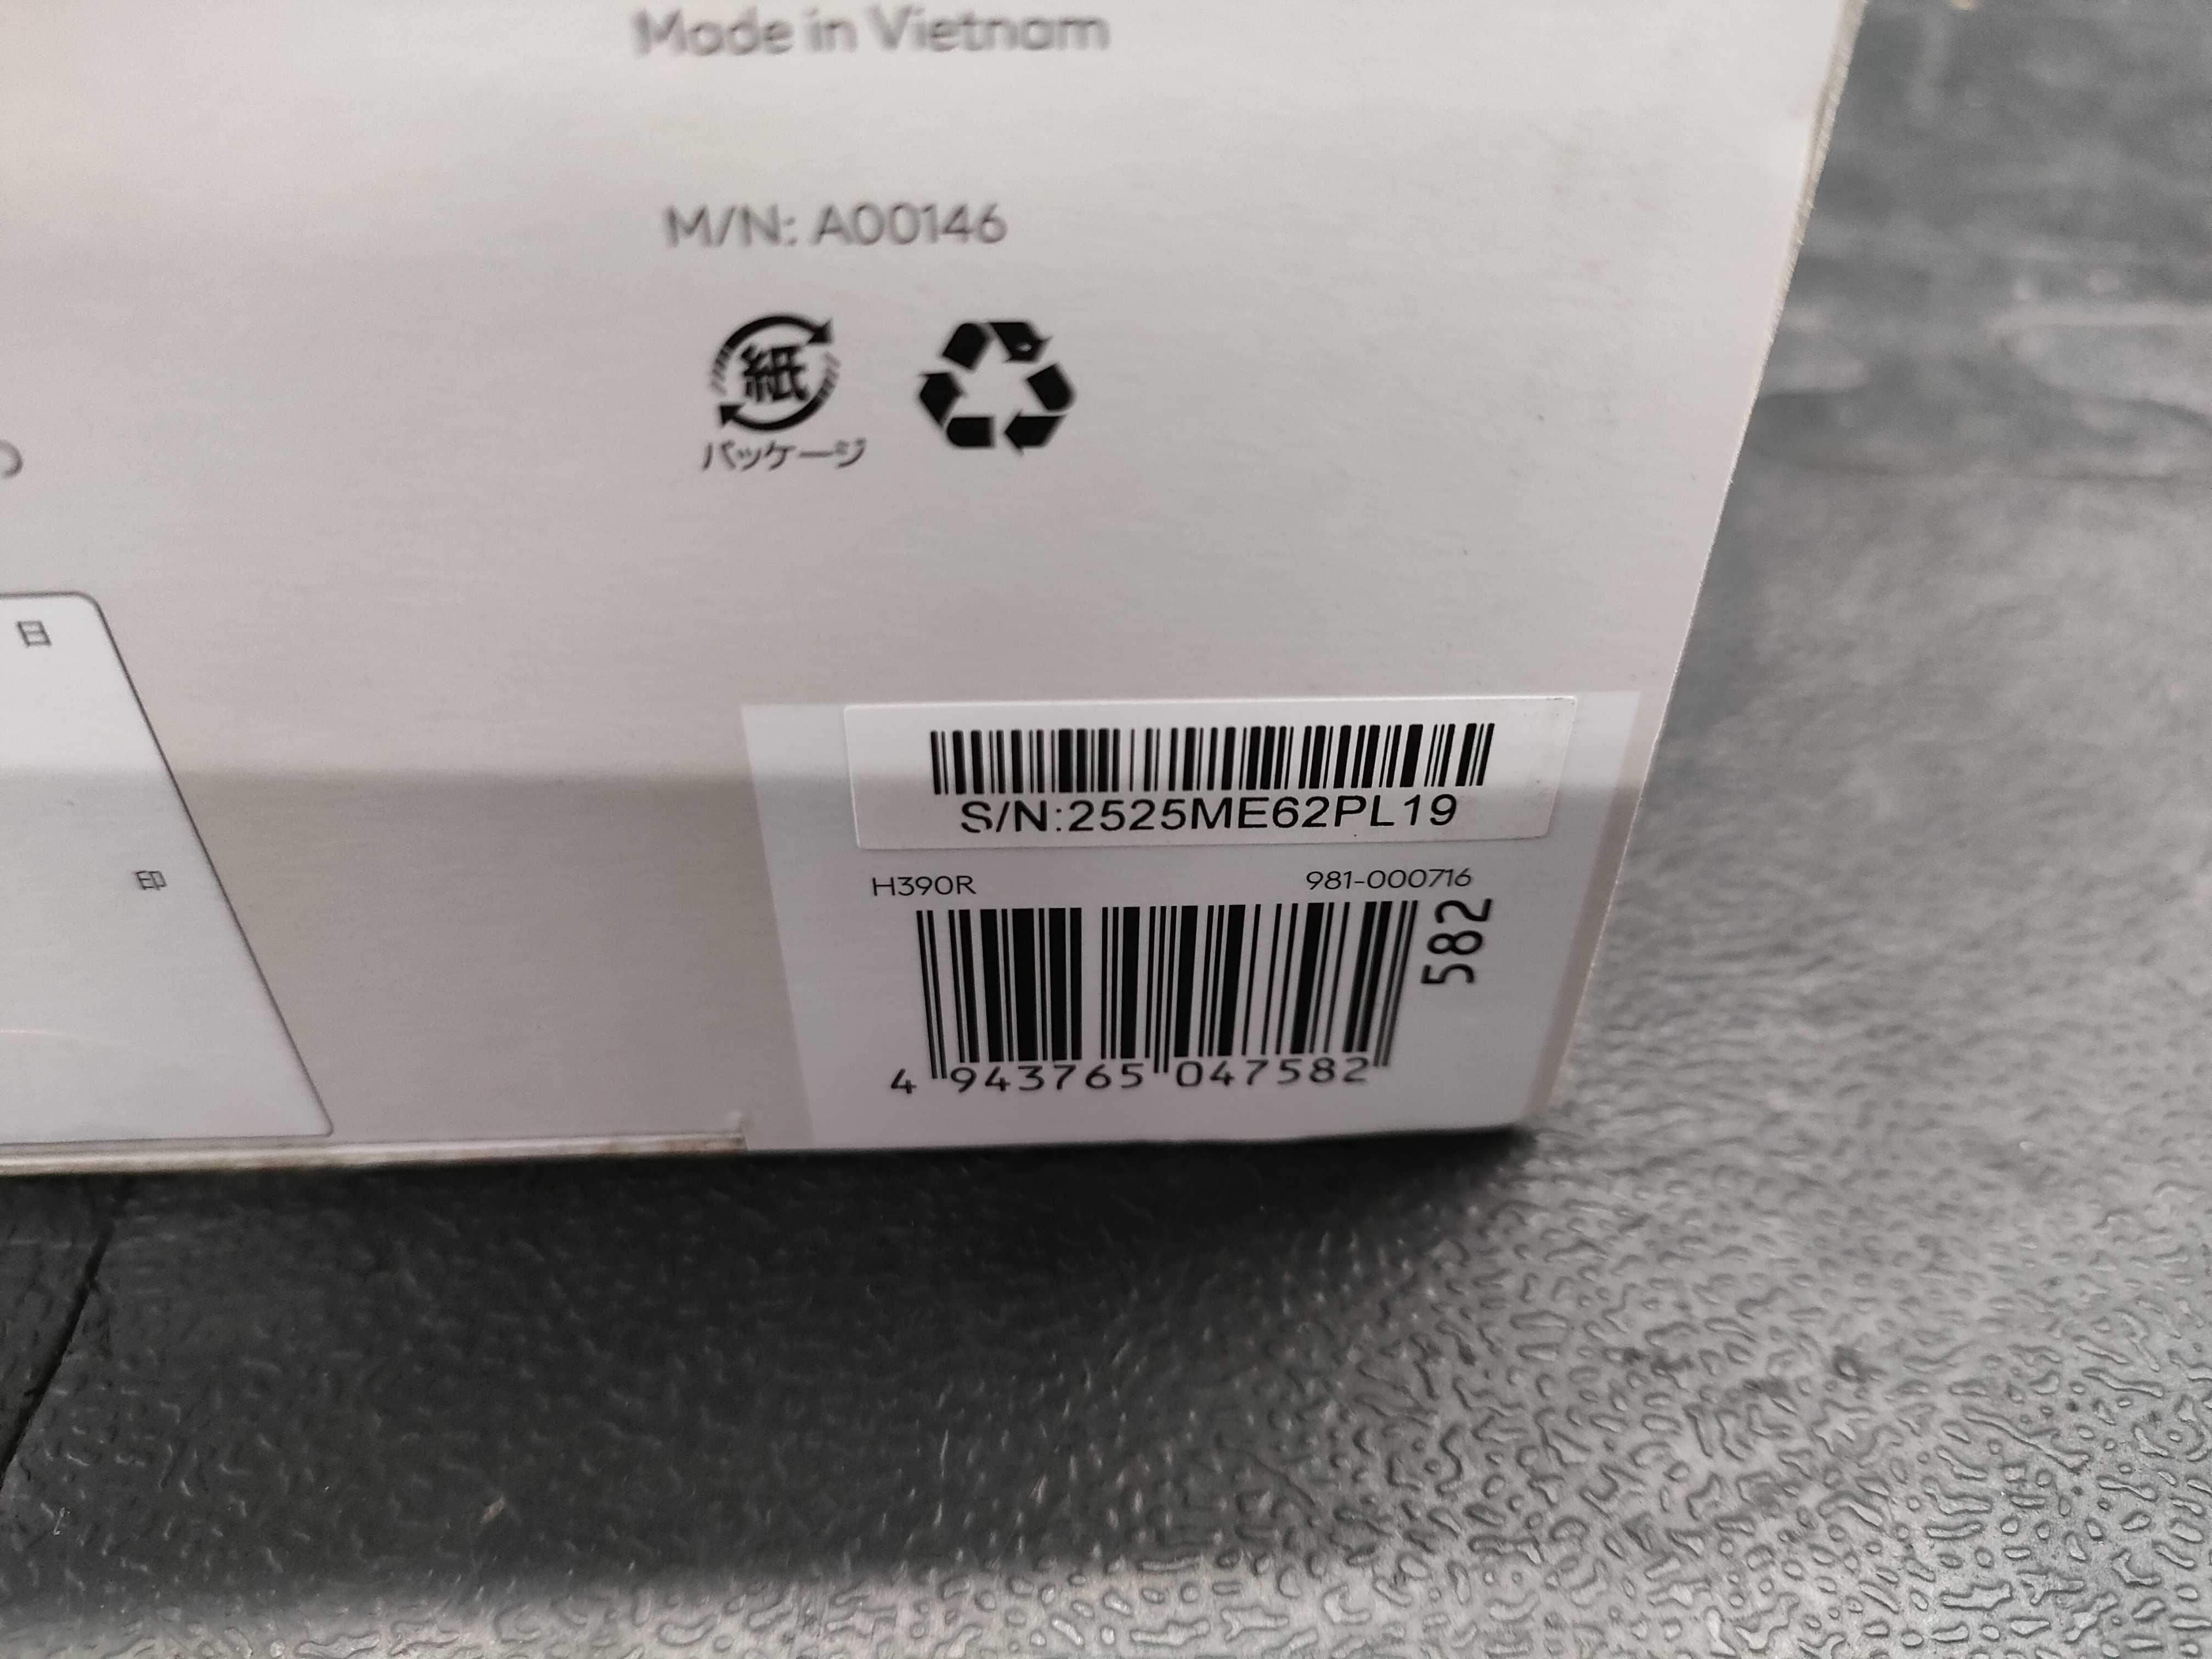 Made in Vietnam
M/N: A00146
紙
パッケージ
日
印
S/N:2525ME62PL19
H390R 981-000716
582
4 943765 047582